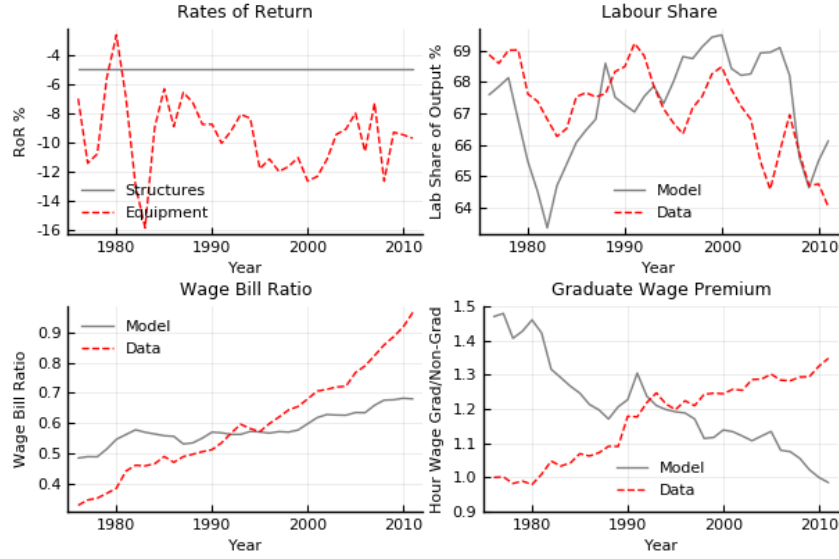 Rates of Return
RoR %
-4
-6
-8
-10
-12
-14
-16
Structures
Equipment
1980
1990
2000
2010
Year
Labour Share
Lab Share of Output %
69
68
67
66
65
64
Model
Data
1980
1990
2000
2010
Year
Wage Bill Ratio
Wage Bill Ratio
0.9
0.8
0.7
0.6
0.5
0.4
Model
Data
1980
1990
2000
2010
Year
Graduate Wage Premium
Hour Wage Grad/Non-Grad
1.5
1.4
1.3
1.2
1.1
1.0
0.9
Model
Data
1980
1990
2000
2010
Year